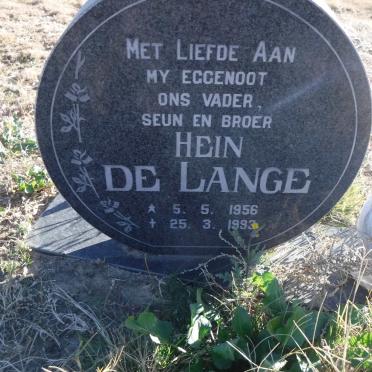 MET LIEFDE AAN
MY EGGENOOT
ONS VADER,
SEUN EN BROER
HEIN
DE LANGE
* 5. 5. 1956
+ 25. 3. 1993